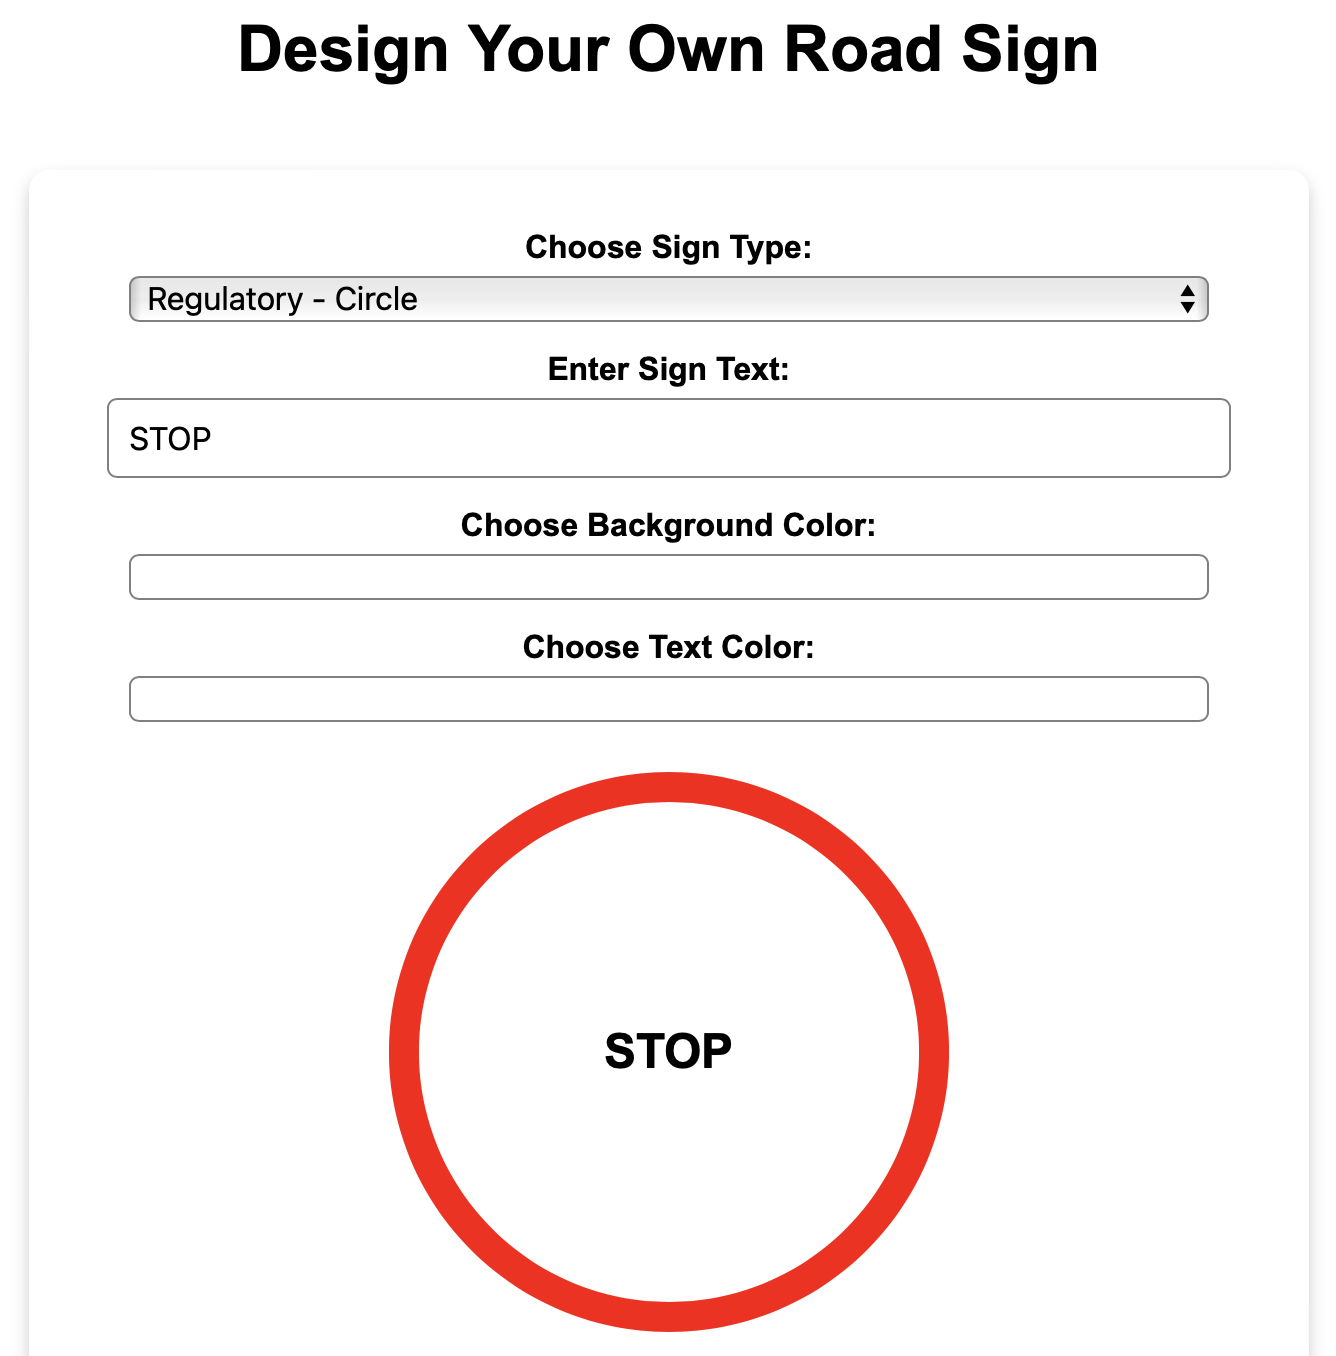 Design Your Own Road Sign
Choose Sign Type:
Regulatory - Circle
Enter Sign Text:
STOP
Choose Background Color:
Choose Text Color:
STOP